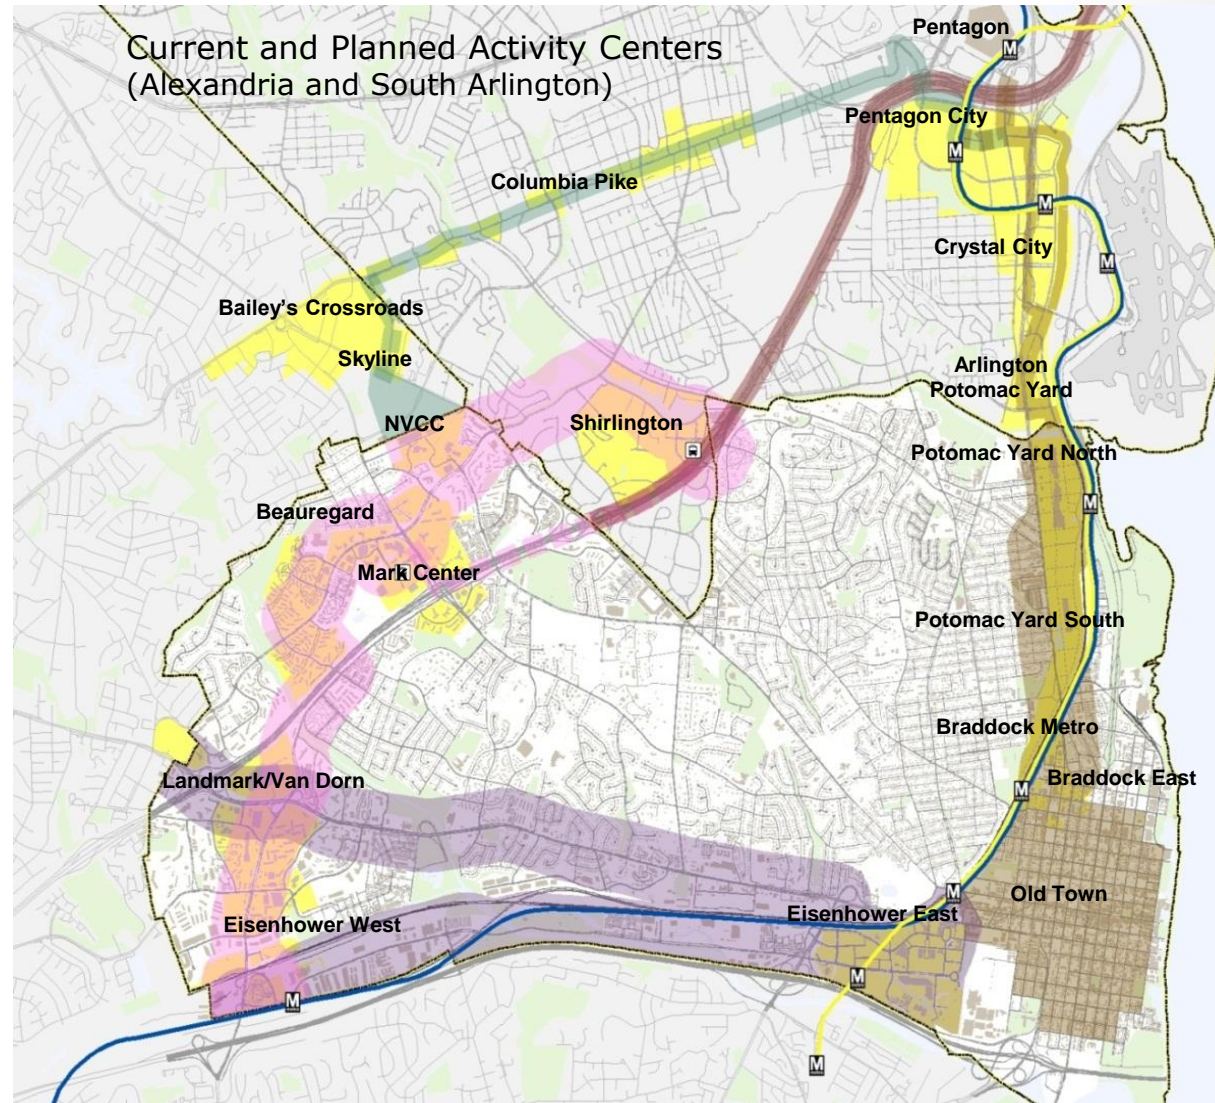 Current and Planned Activity Centers
(Alexandria and South Arlington)
Pentagon
M
Pentagon City
M
Columbia Pike
M
Crystal City
M
Bailey's Crossroads
Skyline
Arlington
Potomac Yard
NVCC
Shirlington
Potomac Yard North
M
Beauregard
Mark Center
Potomac Yard South
Braddock Metro
Landmark/Van Dorn
Braddock East
M
M
Old Town
Eisenhower East
Eisenhower West
M
M
M